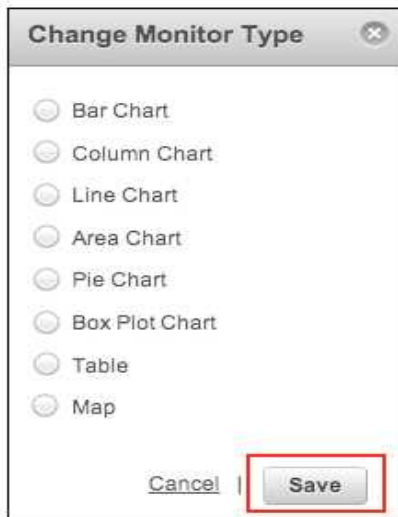 Change Monitor Type
Bar Chart
Column Chart
Line Chart
Area Chart
Pie Chart
Box Plot Chart
Table
Map
Cancel | Save